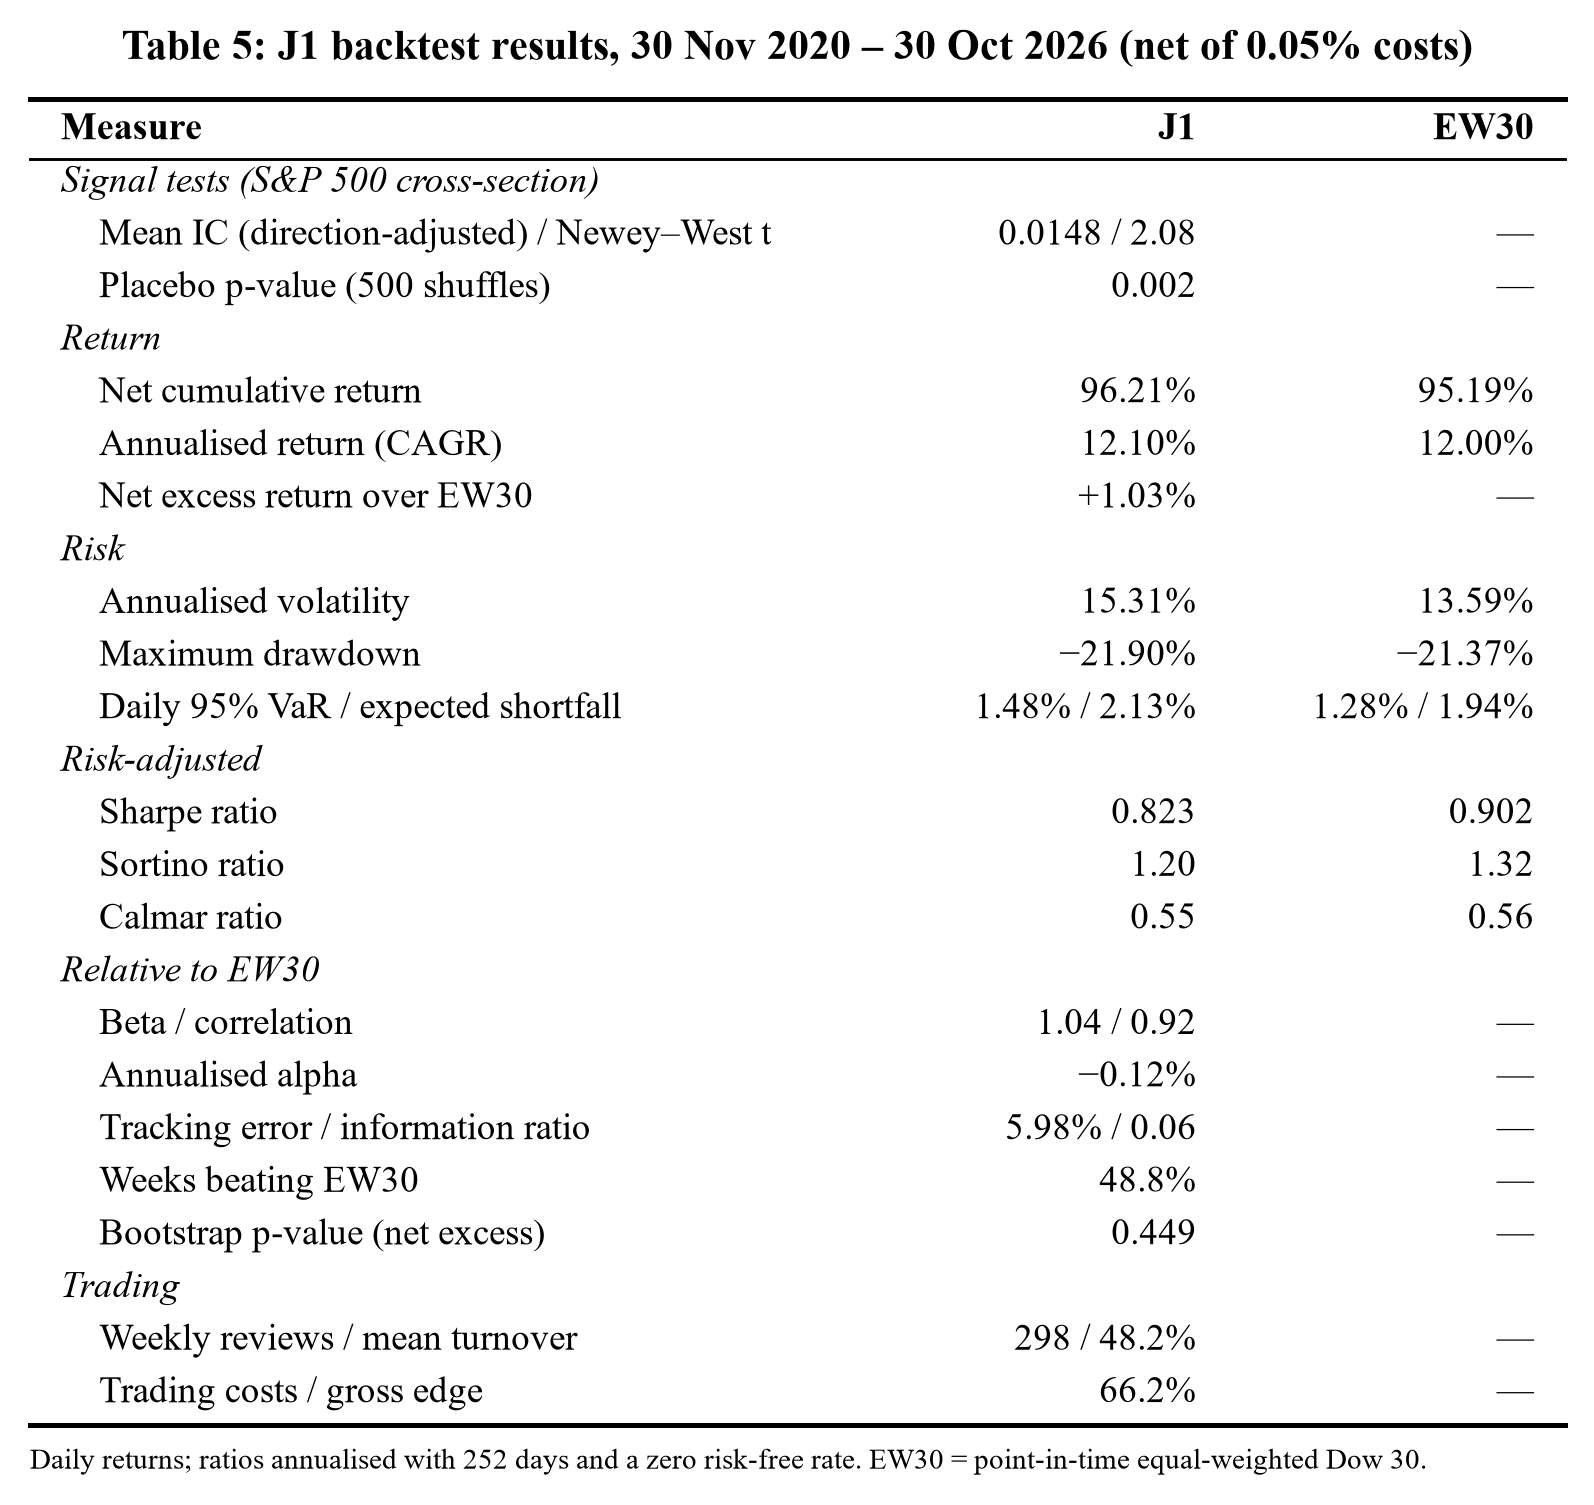 Table 5: J1 backtest results, 30 Nov 2020 – 30 Oct 2026 (net of 0.05% costs)
Measure J1 EW30
Signal tests (S&P 500 cross-section)
Mean IC (direction-adjusted) / Newey–West t 0.0148 / 2.08 —
Placebo p-value (500 shuffles) 0.002 —
Return
Net cumulative return 96.21% 95.19%
Annualised return (CAGR) 12.10% 12.00%
Net excess return over EW30 +1.03% —
Risk
Annualised volatility 15.31% 13.59%
Maximum drawdown −21.90% −21.37%
Daily 95% VaR / expected shortfall 1.48% / 2.13% 1.28% / 1.94%
Risk-adjusted
Sharpe ratio 0.823 0.902
Sortino ratio 1.20 1.32
Calmar ratio 0.55 0.56
Relative to EW30
Beta / correlation 1.04 / 0.92 —
Annualised alpha −0.12% —
Tracking error / information ratio 5.98% / 0.06 —
Weeks beating EW30 48.8% —
Bootstrap p-value (net excess) 0.449 —
Trading
Weekly reviews / mean turnover 298 / 48.2% —
Trading costs / gross edge 66.2% —
Daily returns; ratios annualised with 252 days and a zero risk-free rate. EW30 = point-in-time equal-weighted Dow 30.